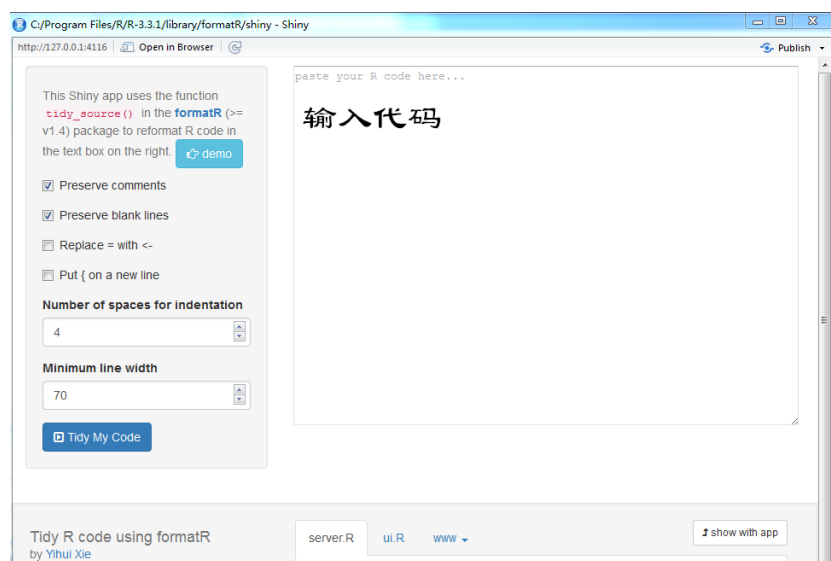 C:/Program Files/R/R-3.3.1/library/formatR/shiny - Shiny
http://127.0.0.1:4116 Open in Browser Publish
This Shiny app uses the function
tidy_source() in the formatR (>=
v1.4) package to reformat R code in
the text box on the right. demo
Preserve comments
Preserve blank lines
Replace = with <-
Put { on a new line
Number of spaces for indentation
4
Minimum line width
70
Tidy My Code
paste your R code here...
输入代码
Tidy R code using formatR
by Yihui Xie
server.R ui.R www
show with app